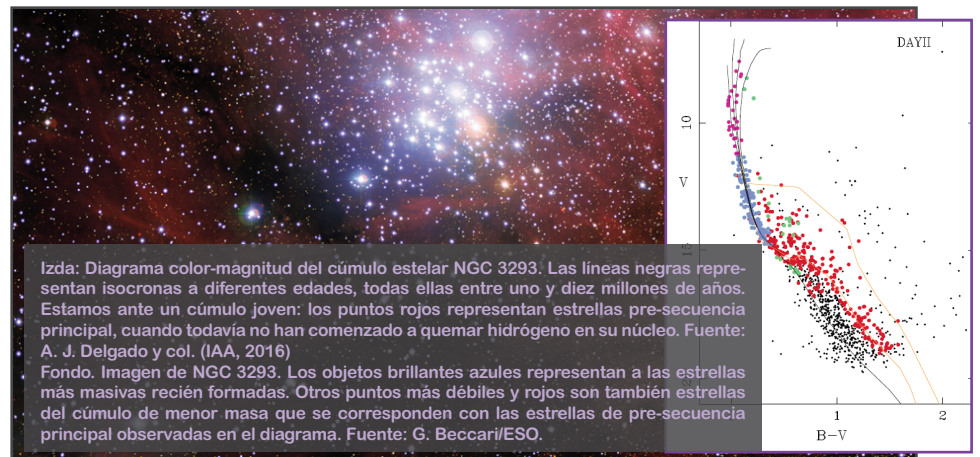 DAYII
10
V
15
1
2
B-V
Izda: Diagrama color-magnitud del cúmulo estelar NGC 3293. Las líneas negras repre-
sentan isocronas a diferentes edades, todas ellas entre uno y diez millones de años.
Estamos ante un cúmulo joven: los puntos rojos representan estrellas pre-secuencia
principal, cuando todavía no han comenzado a quemar hidrógeno en su núcleo. Fuente:
A. J. Delgado y col. (IAA, 2016)
Fondo. Imagen de NGC 3293. Los objetos brillantes azules representan a las estrellas
más masivas recién formadas. Otros puntos más débiles y rojos son también estrellas
del cúmulo de menor masa que se corresponden con las estrellas de pre-secuencia
principal observadas en el diagrama. Fuente: G. Beccari/ESO.